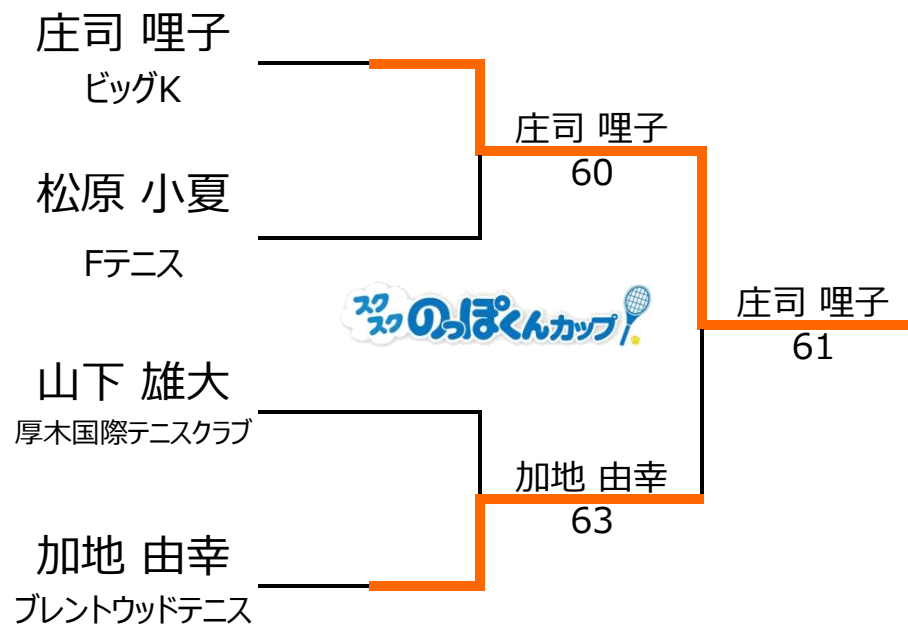 庄司 哩子
ビッグK
松原 小夏
Fテニス
山下 雄大
厚木国際テニスクラブ
加地 由幸
ブレントウッドテニス
庄司 哩子
60
スクスク のっぽくんカップ
加地 由幸
63
庄司 哩子
61